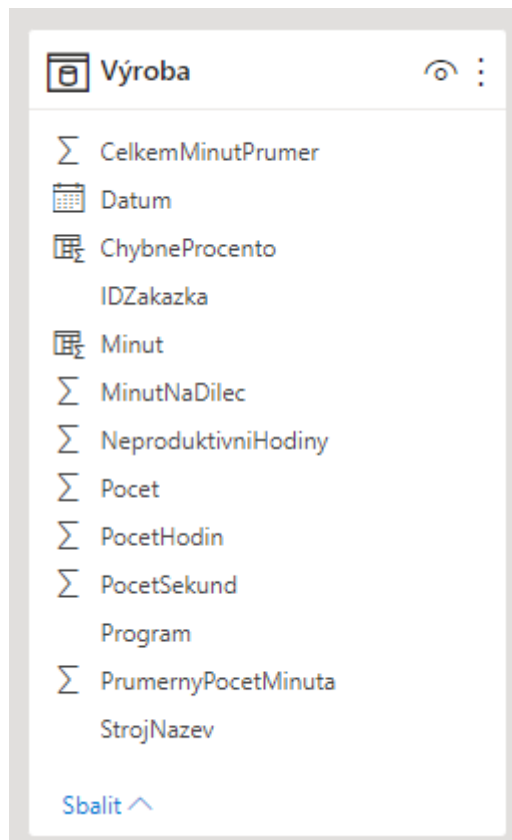 Výroba
CelkemMinutPrumer
Datum
ChybneProcento
IDZakazka
Minut
MinutNaDilec
NeproduktivniHodiny
Pocet
PocetHodin
PocetSekund
Program
PrumernyPocetMinuta
StrojNazev
Sbalit